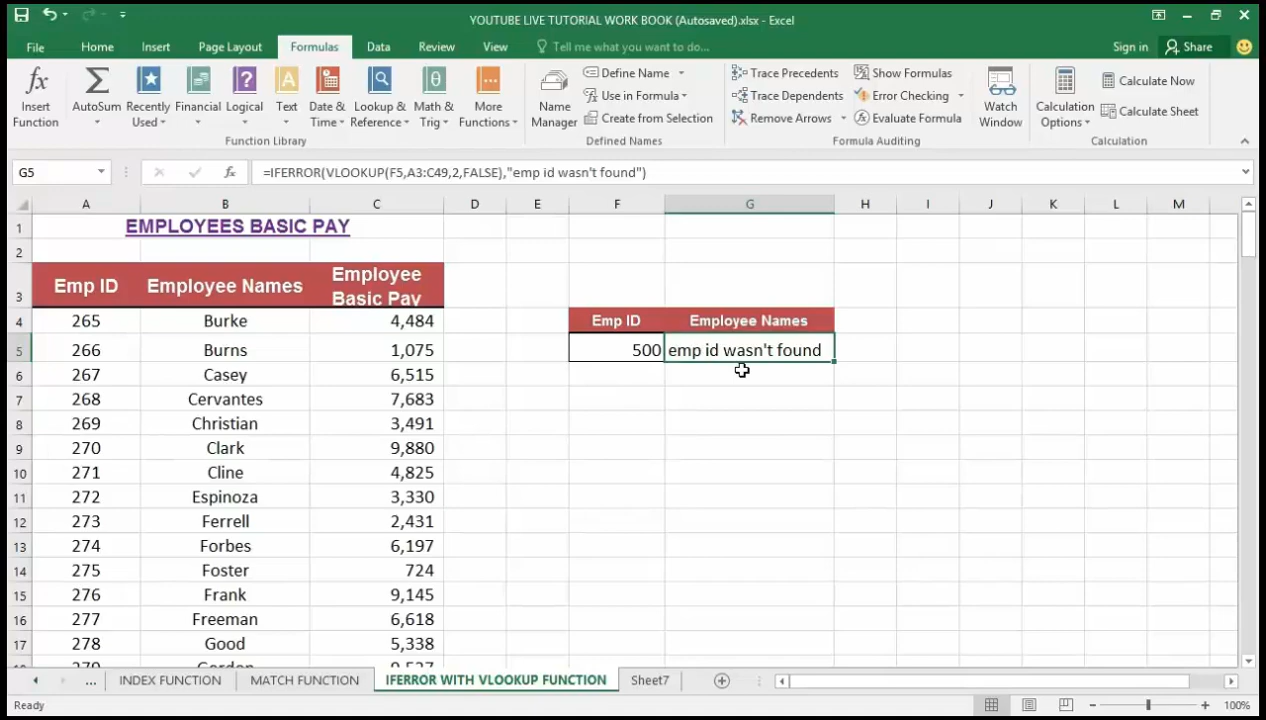 YOUTUBE LIVE TUTORIAL WORK BOOK (Autosaved).xlsx - Excel
File Home Insert Page Layout Formulas Data Review View Tell me what you want to do... Sign in Share
Insert Function
AutoSum
Recently Used
Financial
Logical
Text
Date & Time
Lookup & Reference
Math & Trig
More Functions
Function Library
Name Manager
Define Name
Use in Formula
Create from Selection
Defined Names
Trace Precedents
Trace Dependents
Remove Arrows
Show Formulas
Error Checking
Evaluate Formula
Formula Auditing
Watch Window
Calculation Options
Calculate Now
Calculate Sheet
Calculation
G5 fx =IFERROR(VLOOKUP(F5,A3:C49,2,FALSE),"emp id wasn't found")
A B C D E F G H I J K L M
1 EMPLOYEES BASIC PAY
2
3 Emp ID Employee Names Employee Basic Pay
4 265 Burke 4,484 Emp ID Employee Names
5 266 Burns 1,075 500 emp id wasn't found
6 267 Casey 6,515
7 268 Cervantes 7,683
8 269 Christian 3,491
9 270 Clark 9,880
10 271 Cline 4,825
11 272 Espinoza 3,330
12 273 Ferrell 2,431
13 274 Forbes 6,197
14 275 Foster 724
15 276 Frank 9,145
16 277 Freeman 6,618
17 278 Good 5,338
... INDEX FUNCTION MATCH FUNCTION IFERROR WITH VLOOKUP FUNCTION Sheet7
Ready 100%